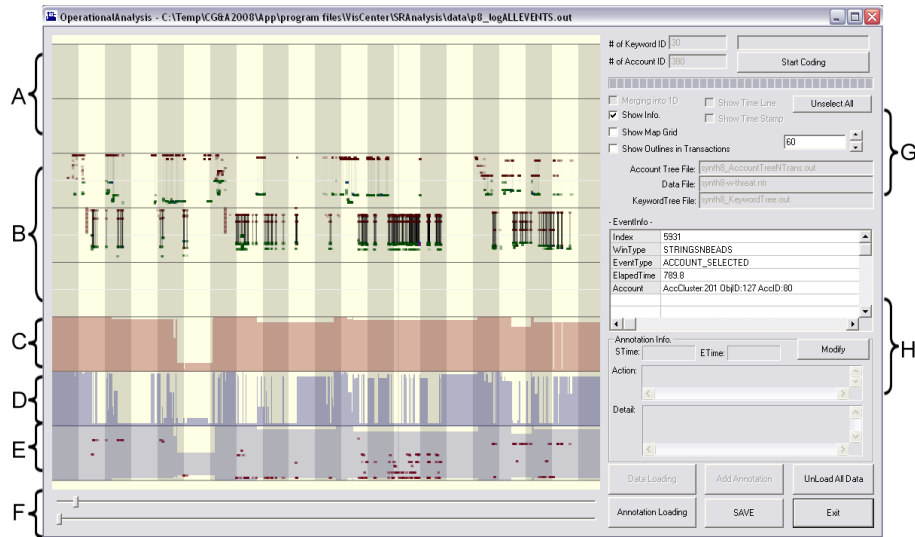 OperationalAnalysis - C:\Temp\CG&A2008\App\program files\VisCenter\SRAnalysis\data\p8_logALLEVENTS.out
A
B
C
D
E
F
# of Keyword ID 30
# of Account ID 380
Start Coding
Merging into 1D
Show Time Line
Unselect All
Show Info.
Show Time Stamp
Show Map Grid
Show Outlines in Transactions
60
G
Account Tree File: synth8_AccountTreeNTrans.out
Data File: synth8-w-threat.ntr
KeywordTree File: synth8_KeywordTree.out
- EventInfo -
Index 5931
WinType STRINGSNBEADS
EventType ACCOUNT_SELECTED
ElapedTime 789.8
Account AccCluster:201 ObjID:127 AccID:80
H
Annotation Info.
STime:
ETime:
Modify
Action:
Detail:
Data Loading
Add Annotation
UnLoad All Data
Annotation Loading
SAVE
Exit